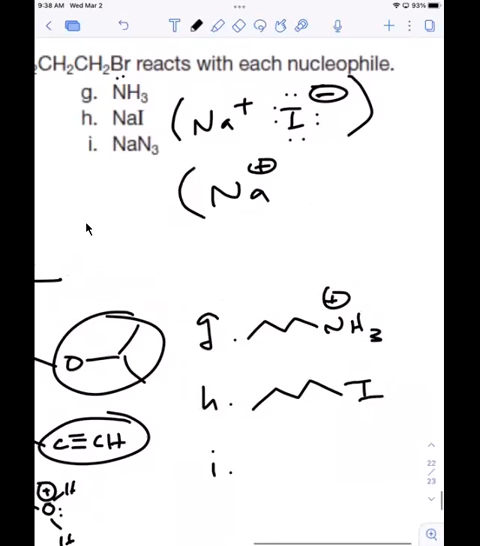 9:38 AM Wed Mar 2
93%
CH₂CH₂Br reacts with each nucleophile.
g. NH₃
h. NaI
i. NaN₃
(Na⁺ :I: ⊖)
(Na ⊕
O
g. NH₃ ⊕
h. I
C≡CH
i.
⊕ H
O:
H
22
/
23